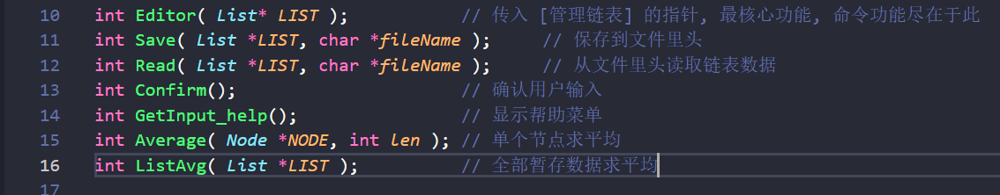 10 int Editor( List* LIST ); // 传入 [管理链表] 的指针, 最核心功能, 命令功能尽在于此
11 int Save( List *LIST, char *fileName ); // 保存到文件里头
12 int Read( List *LIST, char *fileName ); // 从文件里头读取链表数据
13 int Confirm(); // 确认用户输入
14 int GetInput_help(); // 显示帮助菜单
15 int Average( Node *NODE, int len ); // 单个节点求平均
16 int ListAvg( List *LIST ); // 全部暂存数据求平均
17